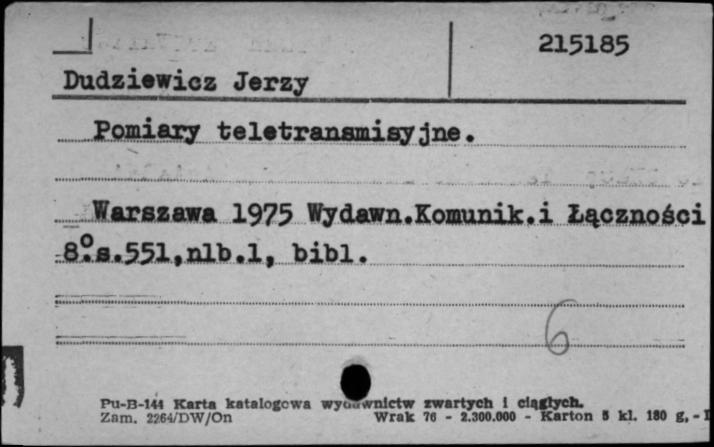 215185
Dudziewicz Jerzy
Pomiary teletransmisyjne.
Warszawa 1975 Wydawn.Komunik.i Łączności
8°.s.551,nlb.1, bibl.
6
Pu-B-144 Karta katalogowa wydawnictw zwartych i ciągłych.
Zam. 2264/DW/On Wrak 76 - 2.300.000 - Karton 5 kl. 180 g, -